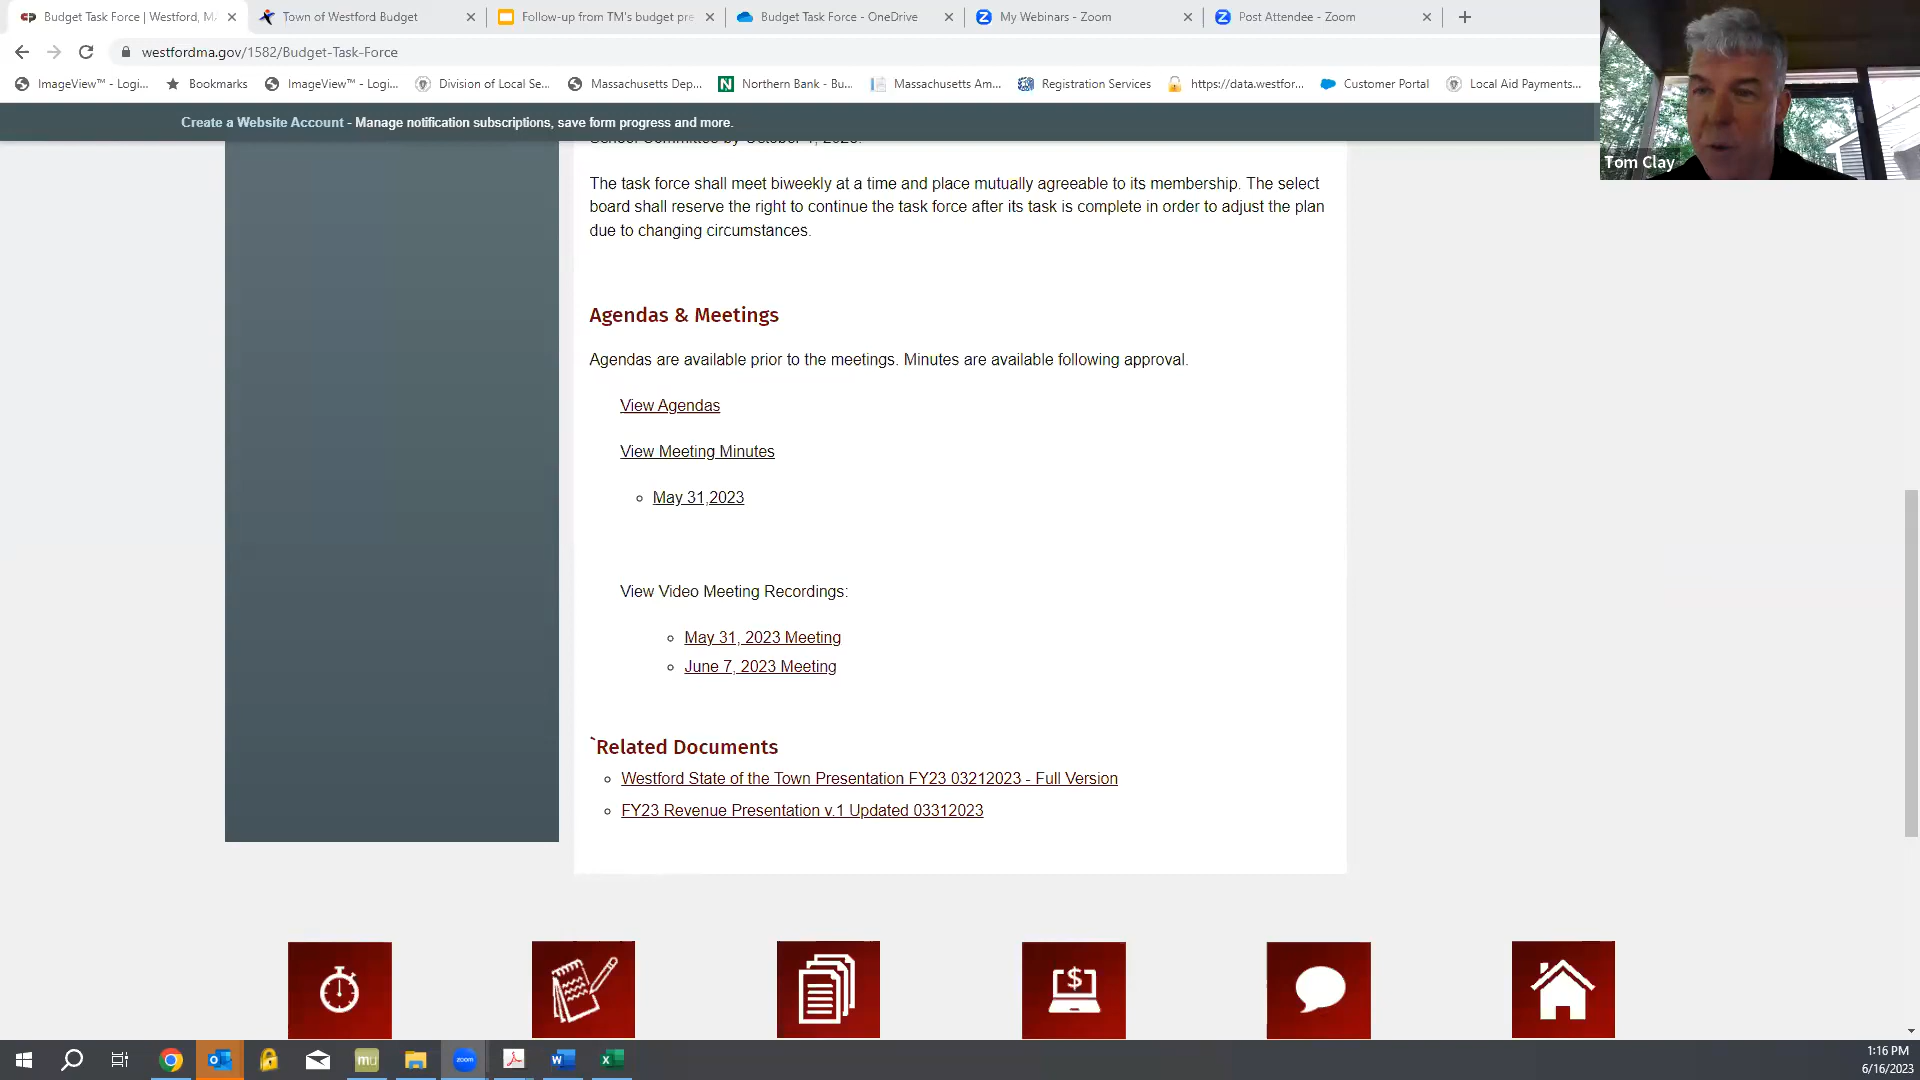 Budget Task Force | Westford, MA
Town of Westford Budget
Follow-up from TM's budget pre
Budget Task Force - OneDrive
My Webinars - Zoom
Post Attendee - Zoom
westfordma.gov/1582/Budget-Task-Force
ImageView™ - Logi...
Bookmarks
ImageView™ - Logi...
Division of Local Se...
Massachusetts Dep...
Northern Bank - Bu...
Massachusetts Am...
Registration Services
https://data.westfor...
Customer Portal
Local Aid Payments...
Create a Website Account - Manage notification subscriptions, save form progress and more.
Tom Clay
The task force shall meet biweekly at a time and place mutually agreeable to its membership. The select
board shall reserve the right to continue the task force after its task is complete in order to adjust the plan
due to changing circumstances.
Agendas & Meetings
Agendas are available prior to the meetings. Minutes are available following approval.
View Agendas
View Meeting Minutes
May 31,2023
View Video Meeting Recordings:
May 31, 2023 Meeting
June 7, 2023 Meeting
`Related Documents
Westford State of the Town Presentation FY23 03212023 - Full Version
FY23 Revenue Presentation v.1 Updated 03312023
mu
zoom
1:16 PM
6/16/2023